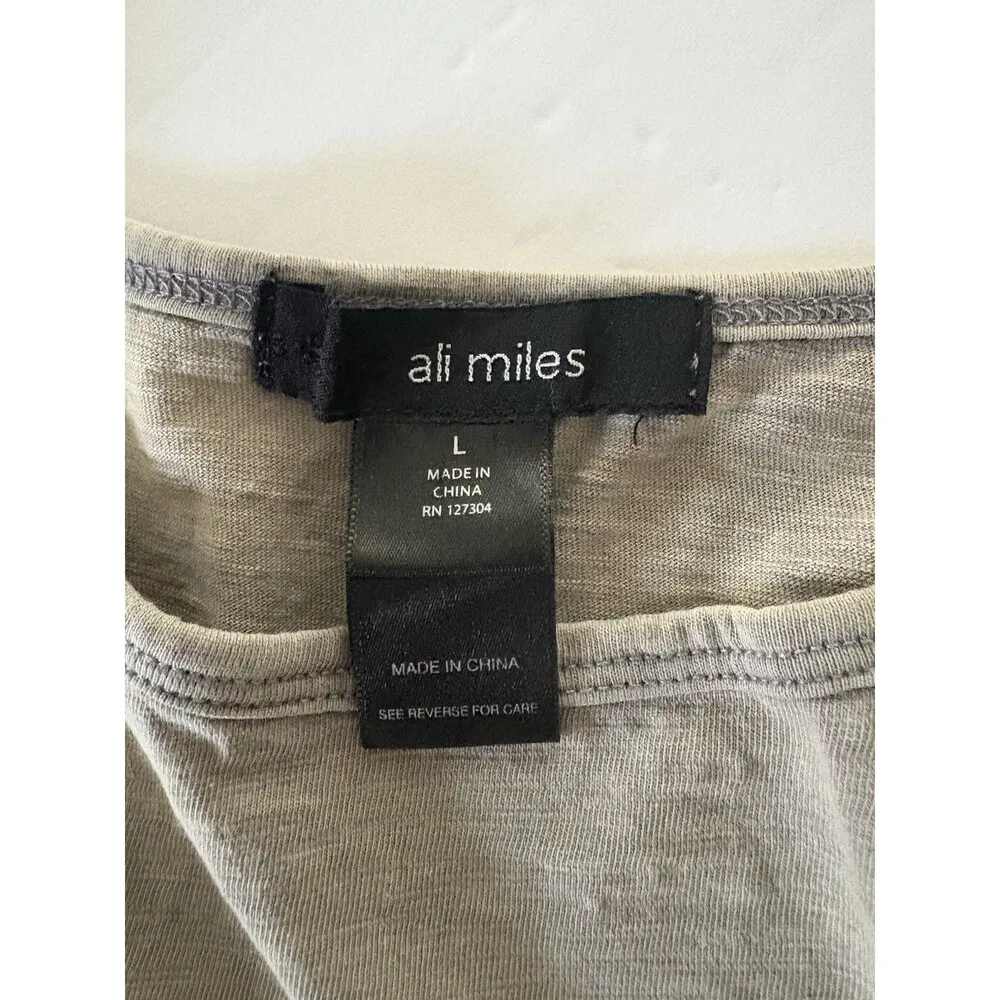 ali miles
L
MADE IN
CHINA
RN 127304
MADE IN CHINA
SEE REVERSE FOR CARE